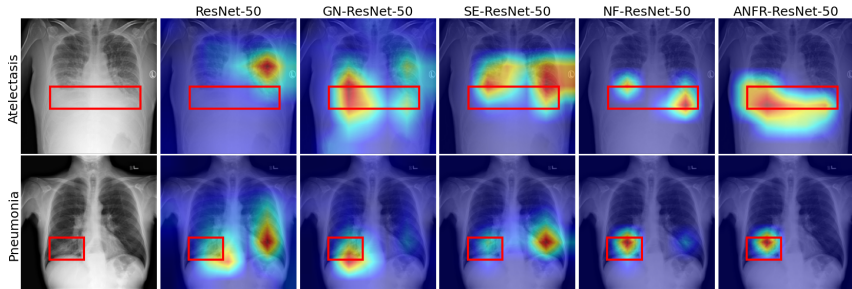 ResNet-50 GN-ResNet-50 SE-ResNet-50 NF-ResNet-50 ANFR-ResNet-50
Atelectasis
Pneumonia